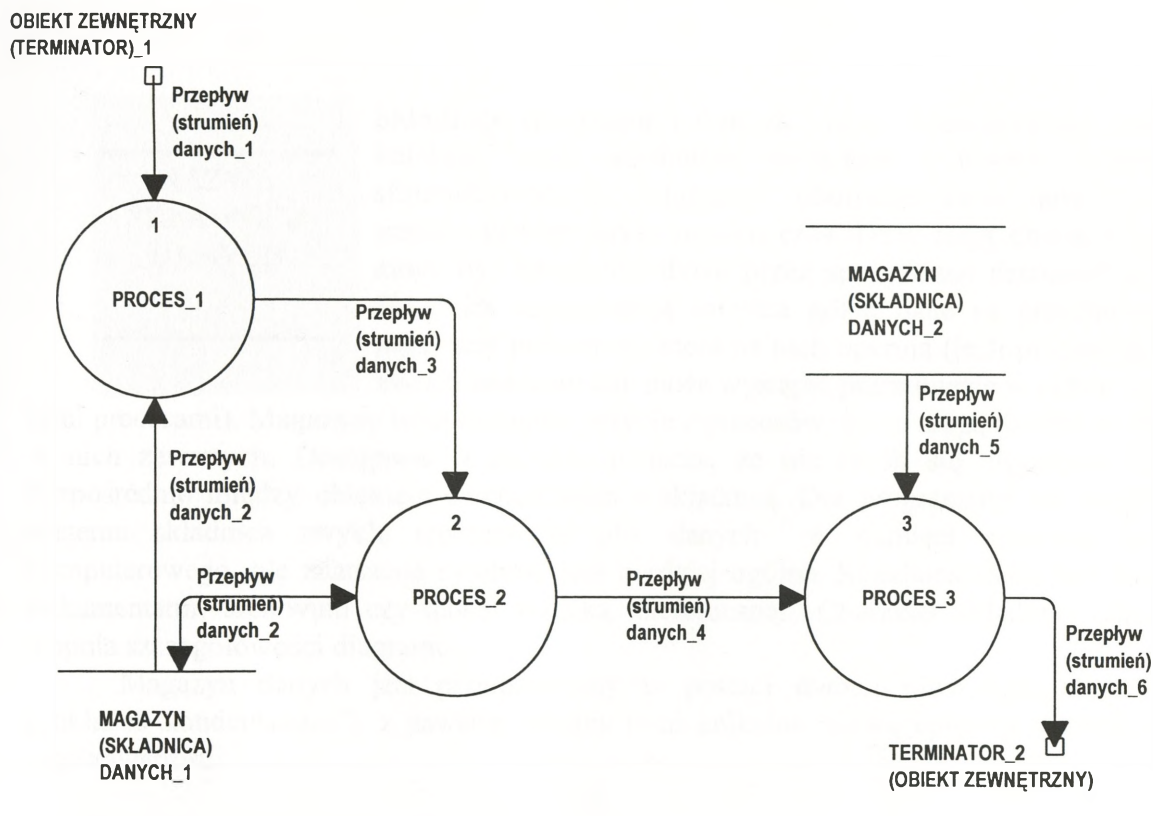 OBIEKT ZEWNĘTRZNY
(TERMINATOR)_1
Przepływ
(strumień)
danych_1
1
PROCES_1
Przepływ
(strumień)
danych_3
MAGAZYN
(SKŁADNICA)
DANYCH_2
Przepływ
(strumień)
danych_5
Przepływ
(strumień)
danych_2
2
PROCES_2
3
PROCES_3
Przepływ
(strumień)
danych_2
Przepływ
(strumień)
danych_4
Przepływ
(strumień)
danych_6
MAGAZYN
(SKŁADNICA)
DANYCH_1
TERMINATOR_2
(OBIEKT ZEWNĘTRZNY)